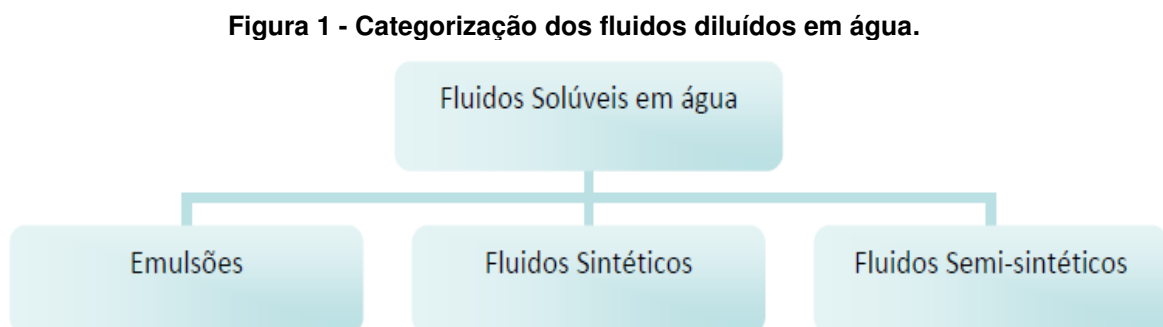 Figura 1 - Categorização dos fluidos diluídos em água.
Fluidos Solúveis em água
Emulsões
Fluidos Sintéticos
Fluidos Semi-sintéticos